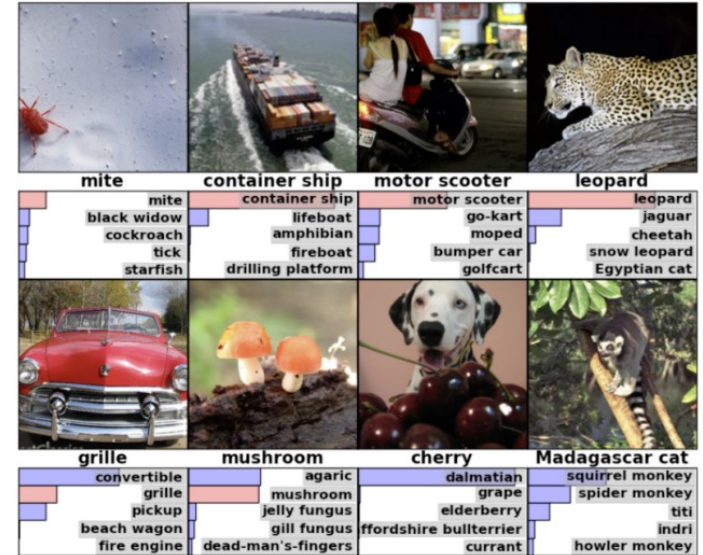 mite
container ship
motor scooter
leopard
mite
black widow
cockroach
tick
starfish
container ship
lifeboat
amphibian
fireboat
drilling platform
motor scooter
go-kart
moped
bumper car
golfcart
leopard
jaguar
cheetah
snow leopard
Egyptian cat
grille
mushroom
cherry
Madagascar cat
convertible
grille
pickup
beach wagon
fire engine
agaric
mushroom
jelly fungus
gill fungus
dead-man's-fingers
dalmatian
grape
elderberry
ffordshire bullterrier
currant
squirrel monkey
spider monkey
titi
indri
howler monkey